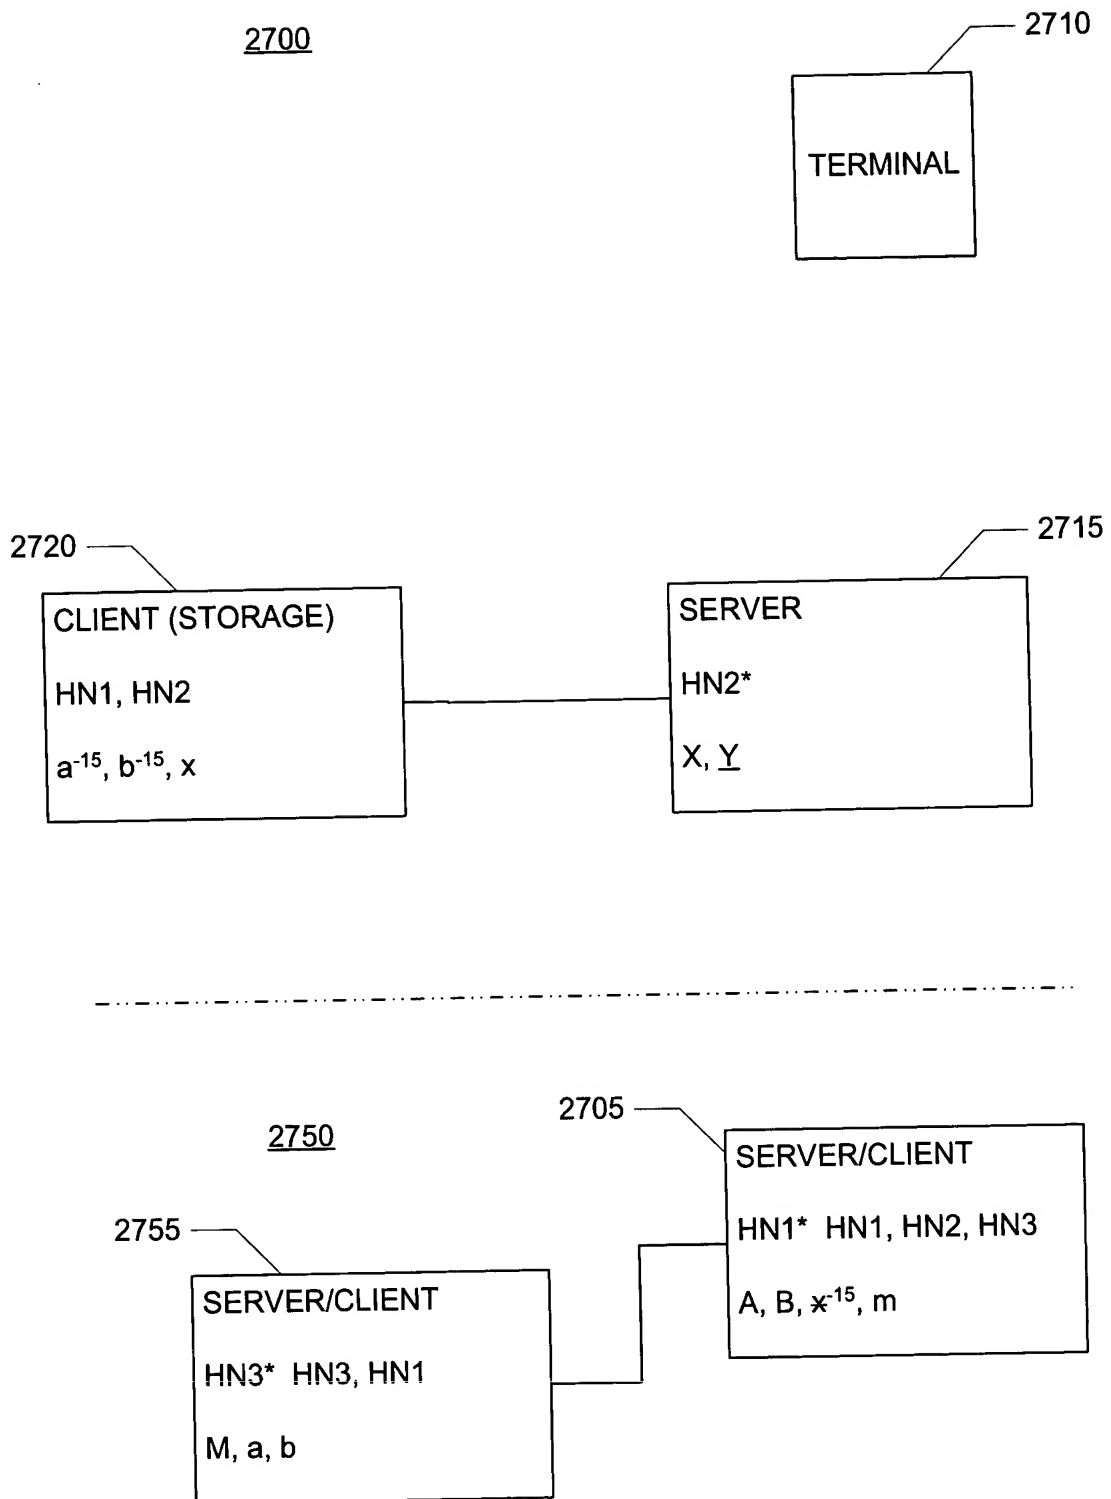 2700
2710
TERMINAL
2720
2715
CLIENT (STORAGE)
HN1, HN2
a⁻¹⁵, b⁻¹⁵, x
SERVER
HN2*
X, Y
2750
2705
2755
SERVER/CLIENT
HN1* HN1, HN2, HN3
A, B, x⁻¹⁵, m
SERVER/CLIENT
HN3* HN3, HN1
M, a, b